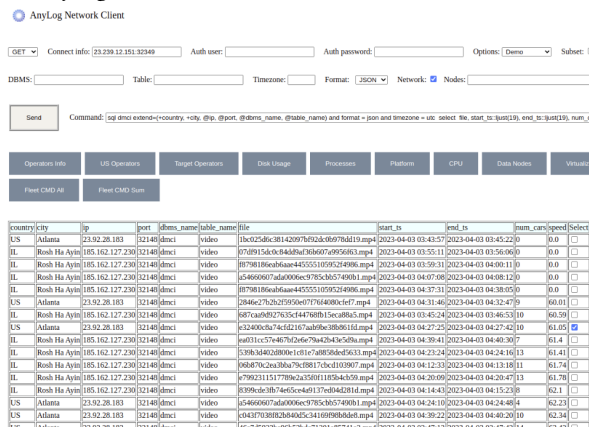 AnyLog Network Client
GET Connect info: 23.239.12.151:32349 Auth user: Auth password: Options: Demo Subset:
DBMS: Table: Timezone: Format: JSON Network: Nodes:
Send Command: sql dmci extend=(+country, +city, @ip, @port, @dbms_name, @table_name) and format = json and timezone = utc select file, start_ts::ljust(19), end_ts::ljust(19), num_c
Operators Info US Operators Target Operators Disk Usage Processes Platform CPU Data Nodes Virtualiz
Fleet CMD All Fleet CMD Sum
country city ip port dbms_name table_name file start_ts end_ts num_cars speed Select
US Atlanta 23.92.28.183 32148 dmci video 1bc025d6c38142097bf92dc0b978dd19.mp4 2023-04-03 03:43:57 2023-04-03 03:45:22 0 0.0
IL Rosh Ha Ayin 185.162.127.230 32148 dmci video 07df915dc0c84dd9af36b607a9956f63.mp4 2023-04-03 03:55:11 2023-04-03 03:56:06 0 0.0
IL Rosh Ha Ayin 185.162.127.230 32148 dmci video f8798186eab6aae445555105952f4986.mp4 2023-04-03 03:59:31 2023-04-03 04:00:11 0 0.0
IL Rosh Ha Ayin 185.162.127.230 32148 dmci video a54660607ada0006ec9785cbb57490b1.mp4 2023-04-03 04:07:08 2023-04-03 04:08:12 0 0.0
IL Rosh Ha Ayin 185.162.127.230 32148 dmci video f8798186eab6aae445555105952f4986.mp4 2023-04-03 04:37:31 2023-04-03 04:38:05 0 0.0
US Atlanta 23.92.28.183 32148 dmci video 2846e27b2b2f5950e07f76f4080cfef7.mp4 2023-04-03 04:31:46 2023-04-03 04:32:47 9 60.01
IL Rosh Ha Ayin 185.162.127.230 32148 dmci video 687caa9d927635cf44768fb15eca88a5.mp4 2023-04-03 03:45:24 2023-04-03 03:46:53 10 60.59
US Atlanta 23.92.28.183 32148 dmci video e32400c8a74cfd2167aab9be38b861fd.mp4 2023-04-03 04:27:25 2023-04-03 04:27:42 10 61.05
IL Rosh Ha Ayin 185.162.127.230 32148 dmci video ea031cc57e467bf2e6e79a42b43e5d9a.mp4 2023-04-03 04:39:41 2023-04-03 04:40:30 7 61.4
IL Rosh Ha Ayin 185.162.127.230 32148 dmci video 539b3d402d800e1c81e7a8858ded5633.mp4 2023-04-03 04:23:24 2023-04-03 04:24:16 13 61.41
IL Rosh Ha Ayin 185.162.127.230 32148 dmci video 06b870c2ea3bba79cf8817cbcd103907.mp4 2023-04-03 04:12:33 2023-04-03 04:13:18 11 61.74
IL Rosh Ha Ayin 185.162.127.230 32148 dmci video e7992311517789e2a35f0f1185b4cb59.mp4 2023-04-03 04:20:09 2023-04-03 04:20:47 13 61.78
IL Rosh Ha Ayin 185.162.127.230 32148 dmci video 8399cde3fb74e65ce4a9137ed04d281d.mp4 2023-04-03 04:14:43 2023-04-03 04:15:23 8 62.1
US Atlanta 23.92.28.183 32148 dmci video a54660607ada0006ec9785cbb57490b1.mp4 2023-04-03 04:24:10 2023-04-03 04:24:48 4 62.23
US Atlanta 23.92.28.183 32148 dmci video c043f7038f82b840d5c34169f98b8de8.mp4 2023-04-03 04:39:22 2023-04-03 04:40:20 10 62.34